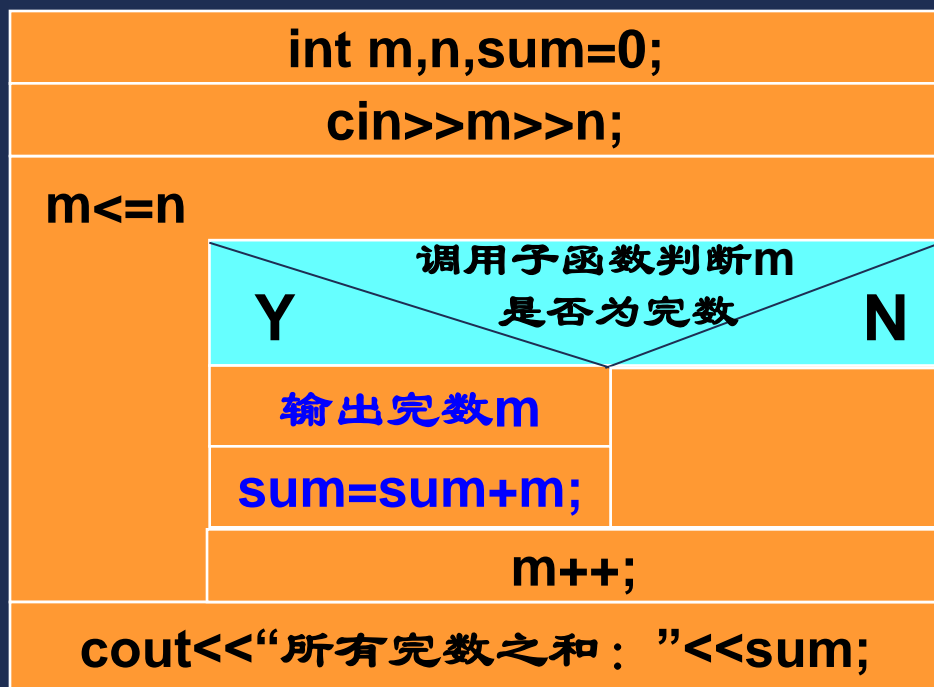 int m,n,sum=0;
cin>>m>>n;
m<=n
调用子函数判断m
是否为完数
Y
N
输出完数m
sum=sum+m;
m++;
cout<<“所有完数之和：”<<sum;